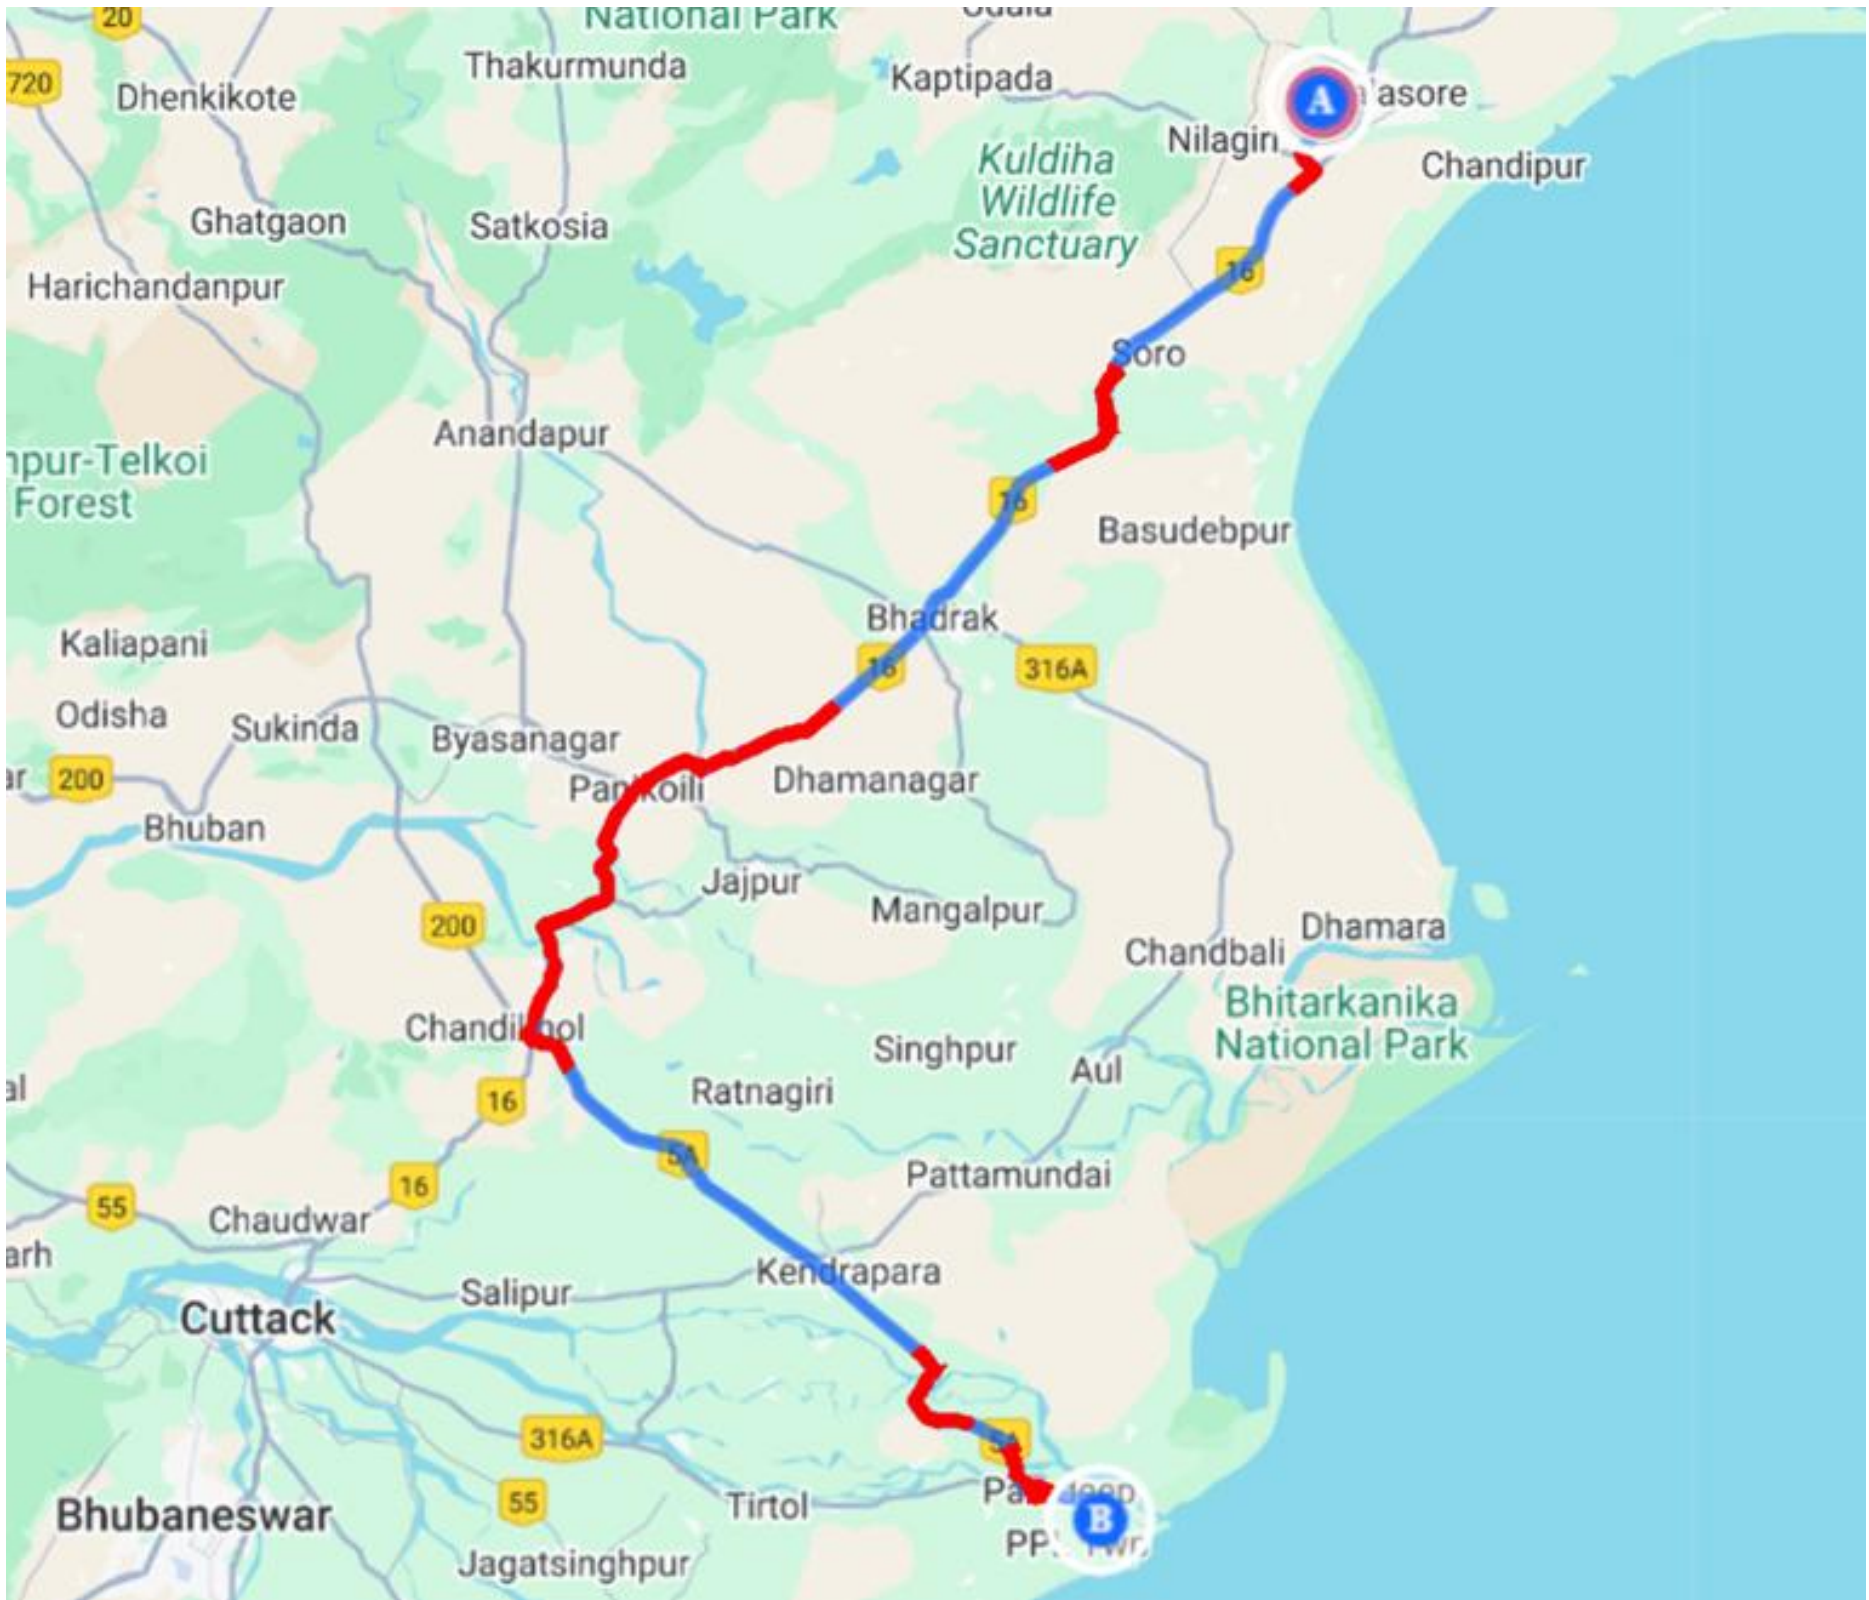 20
National Park
Thakurmunda
Kaptipada
720
Dhenkikote
A
Nilagiri
Chandipur
Kuldiha
Wildlife
Sanctuary
Ghatgaon
Satkosia
16
Harichandanpur
Soro
Anandapur
Forest
16
Basudebpur
Bhadrak
Kaliapani
16
316A
Odisha
Sukinda
Byasanagar
200
Dhamanagar
Panikoili
Bhuban
Jajpur
Mangalpur
200
Dhamara
Chandbali
Bhitarkanika
National Park
Chandikhol
Singhpur
Aul
Ratnagiri
16
5A
Pattamundai
16
55
Chaudwar
Kendrapara
Salipur
Cuttack
316A
5A
55
Tirtol
Bhubaneswar
B
Jagatsinghpur